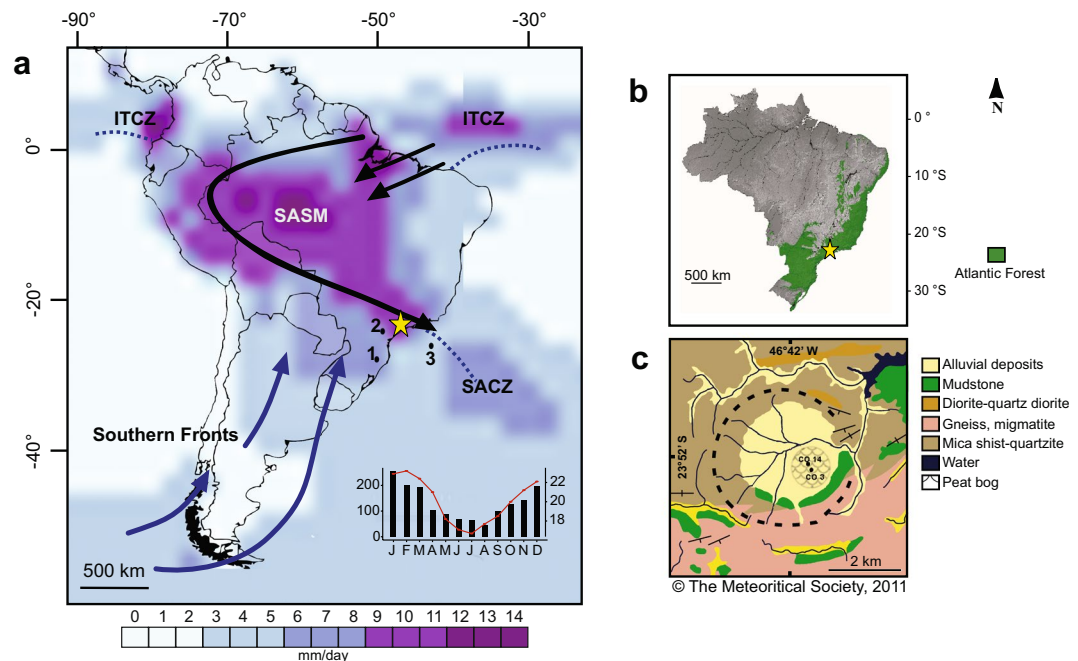 -90°
-70°
-50°
-30°
a
ITCZ
ITCZ
0°
SASM
-20°
2
1
3
SACZ
Southern Fronts
-40°
200
100
0
22
20
18
J F M A M J J A S O N D
500 km
0 1 2 3 4 5 6 7 8 9 10 11 12 13 14
mm/day
b
N
0 °
10°S
20°S
30°S
500 km
Atlantic Forest
c
46°42' W
23°52' S
CO 14
CO 3
2 km
Alluvial deposits
Mudstone
Diorite-quartz diorite
Gneiss, migmatite
Mica shist-quartzite
Water
Peat bog
© The Meteoritical Society, 2011